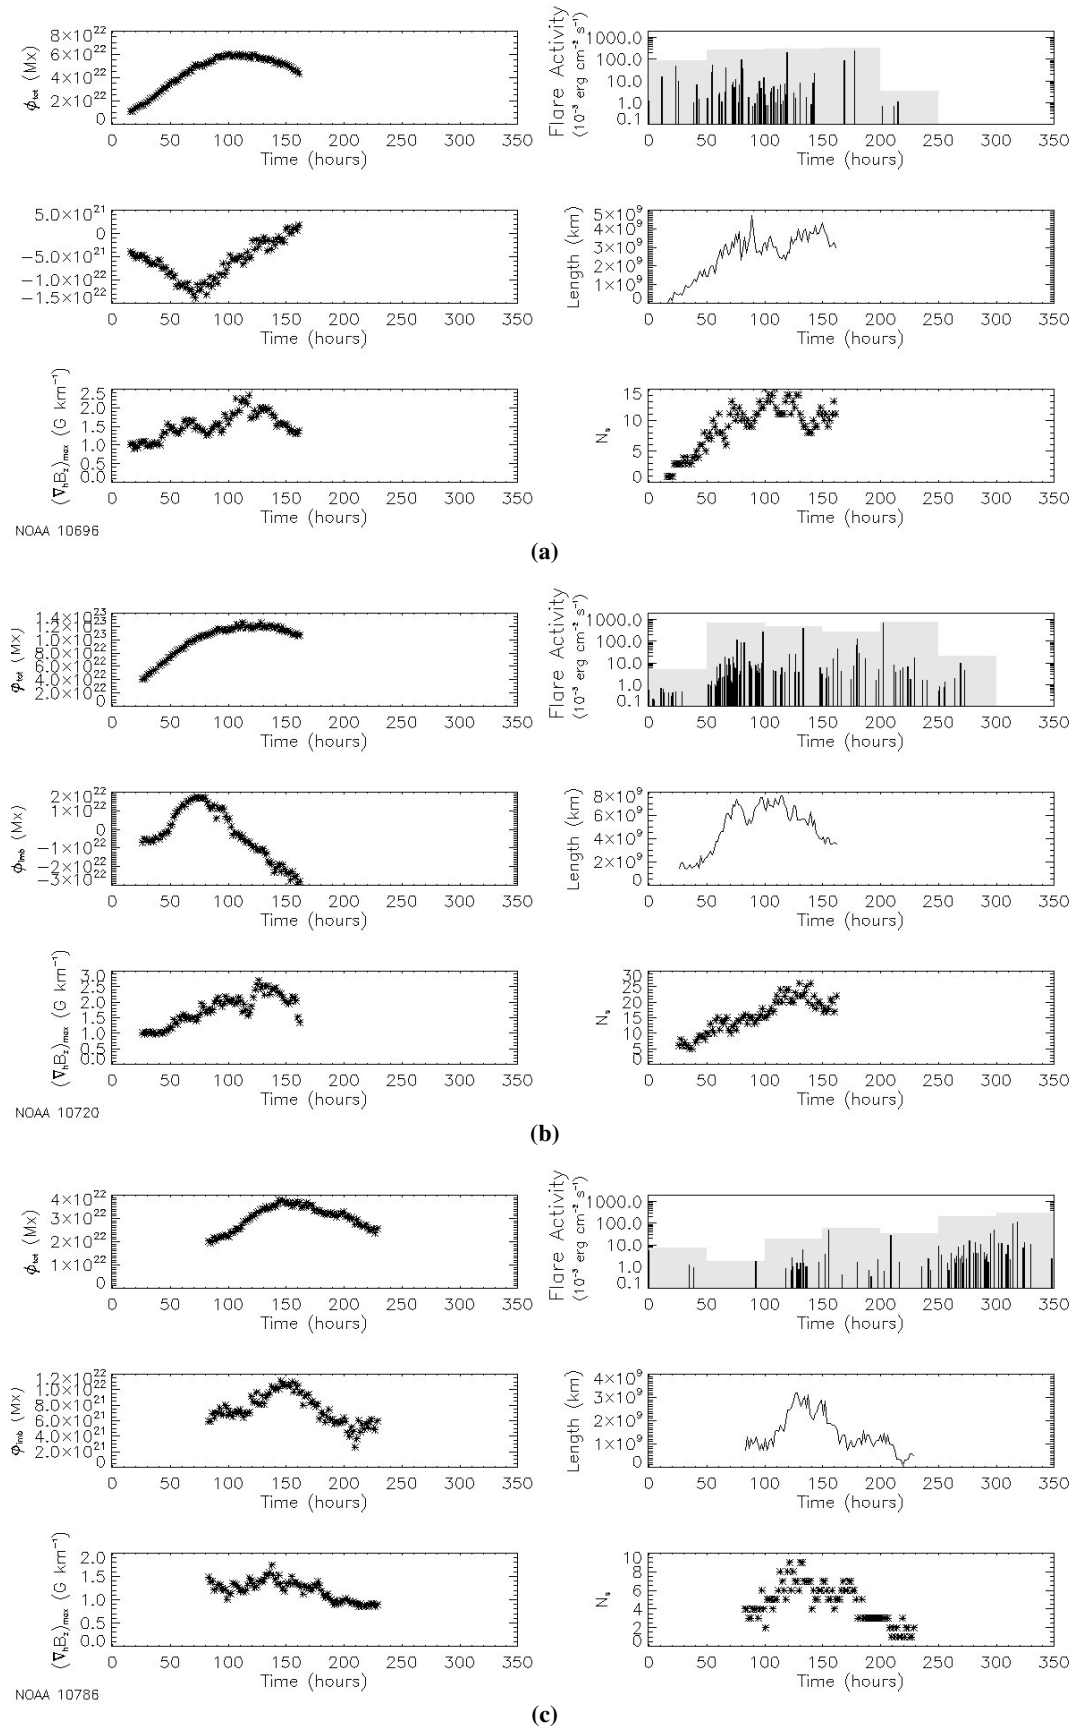 8×10²² 6×10²² 4×10²² 2×10²² 0
ϕtot (Mx)
0 50 100 150 200 250 300 350
Time (hours)
1000.0 100.0 10.0 1.0 0.1
Flare Activity
(10⁻³ erg cm⁻² s⁻¹)
0 50 100 150 200 250 300 350
Time (hours)
5.0×10²¹ 0 −5.0×10²¹ −1.0×10²² −1.5×10²²
0 50 100 150 200 250 300 350
Time (hours)
5×10⁹ 4×10⁹ 3×10⁹ 2×10⁹ 1×10⁹ 0
Length (km)
0 50 100 150 200 250 300 350
Time (hours)
2.5 2.0 1.5 1.0 0.5 0.0
⟨∇hBz⟩max (G km⁻¹)
0 50 100 150 200 250 300 350
Time (hours)
15 10 5 0
Ns
0 50 100 150 200 250 300 350
Time (hours)
NOAA 10696
(a)
1.4×10²³ 1.2×10²³ 1.0×10²³ 8.0×10²² 6.0×10²² 4.0×10²² 2.0×10²² 0
ϕtot (Mx)
0 50 100 150 200 250 300 350
Time (hours)
1000.0 100.0 10.0 1.0 0.1
Flare Activity
(10⁻³ erg cm⁻² s⁻¹)
0 50 100 150 200 250 300 350
Time (hours)
2×10²² 1×10²² 0 −1×10²² −2×10²² −3×10²²
ϕimb (Mx)
0 50 100 150 200 250 300 350
Time (hours)
8×10⁹ 6×10⁹ 4×10⁹ 2×10⁹ 0
Length (km)
0 50 100 150 200 250 300 350
Time (hours)
3.0 2.5 2.0 1.5 1.0 0.5 0.0
⟨∇hBz⟩max (G km⁻¹)
0 50 100 150 200 250 300 350
Time (hours)
30 25 20 15 10 5 0
Ns
0 50 100 150 200 250 300 350
Time (hours)
NOAA 10720
(b)
4×10²² 3×10²² 2×10²² 1×10²² 0
ϕtot (Mx)
0 50 100 150 200 250 300 350
Time (hours)
1000.0 100.0 10.0 1.0 0.1
Flare Activity
(10⁻³ erg cm⁻² s⁻¹)
0 50 100 150 200 250 300 350
Time (hours)
1.2×10²² 1.0×10²² 8.0×10²¹ 6.0×10²¹ 4.0×10²¹ 2.0×10²¹ 0
ϕimb (Mx)
0 50 100 150 200 250 300 350
Time (hours)
4×10⁹ 3×10⁹ 2×10⁹ 1×10⁹ 0
Length (km)
0 50 100 150 200 250 300 350
Time (hours)
2.0 1.5 1.0 0.5 0.0
⟨∇hBz⟩max (G km⁻¹)
0 50 100 150 200 250 300 350
Time (hours)
10 8 6 4 2 0
Ns
0 50 100 150 200 250 300 350
Time (hours)
NOAA 10786
(c)